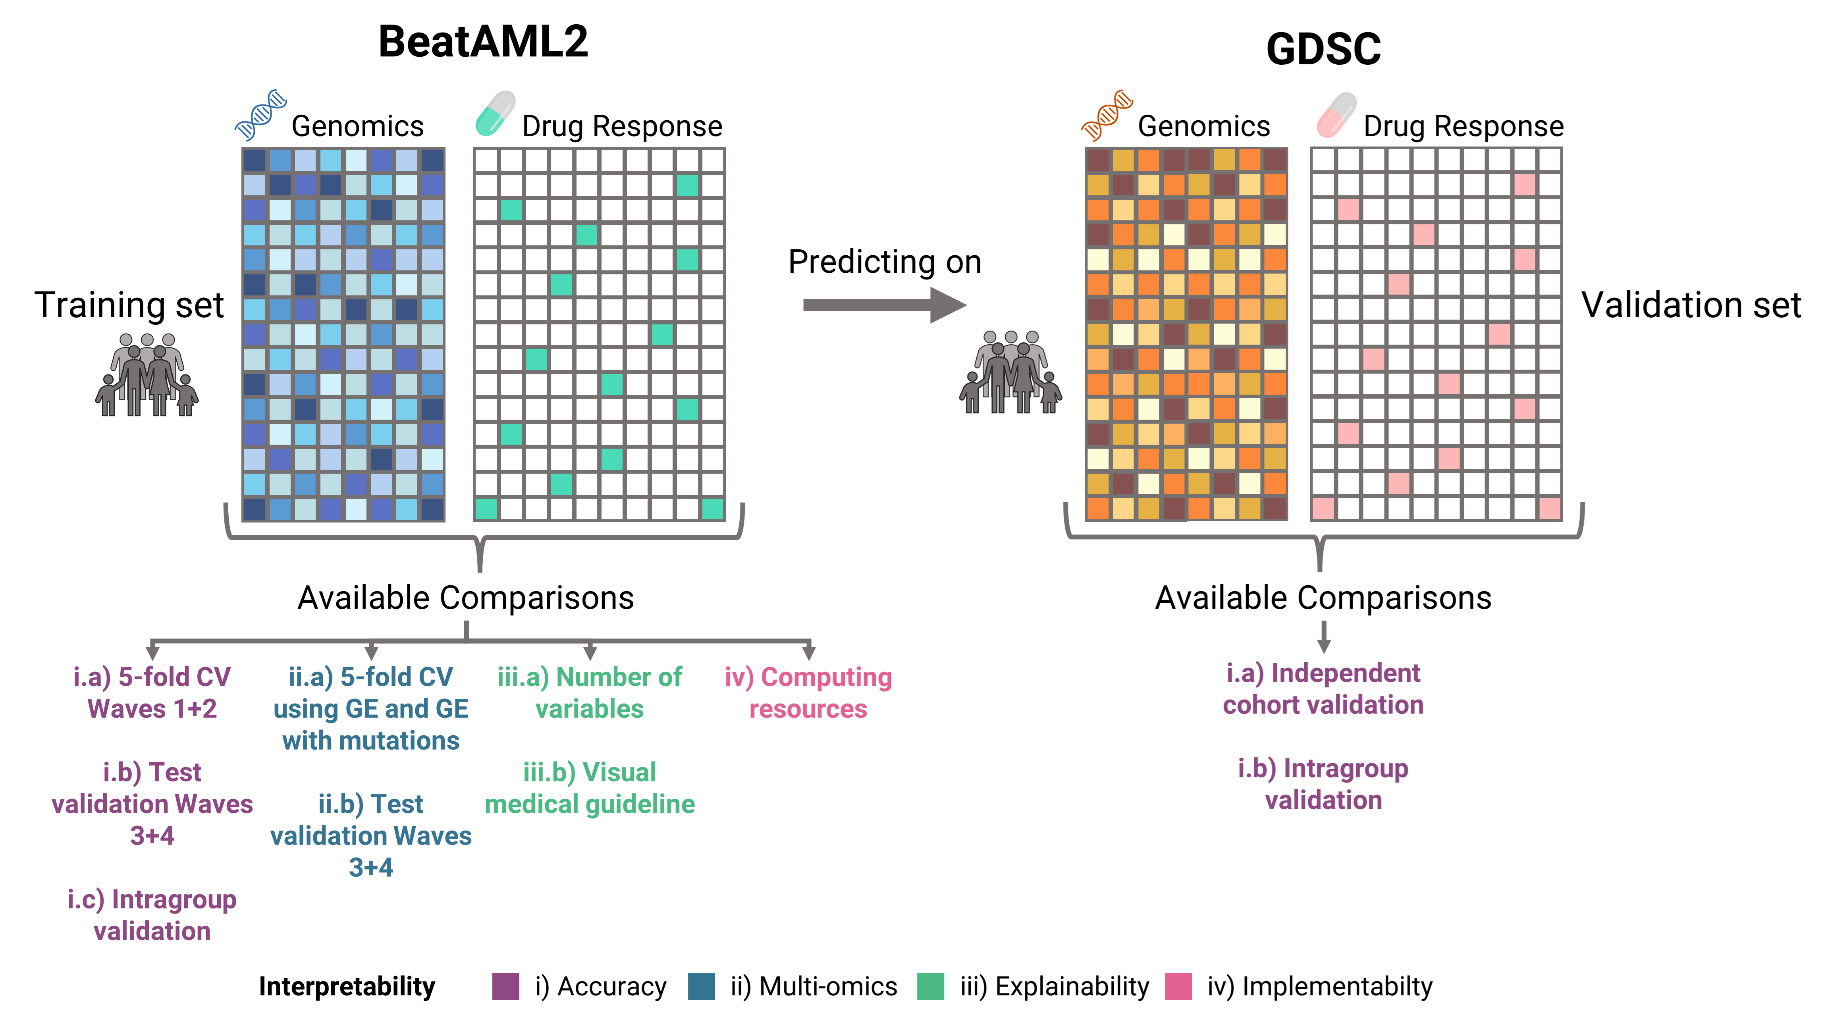 BeatAML2
GDSC
Genomics
Drug Response
Genomics
Drug Response
Training set
Predicting on
Validation set
Available Comparisons
Available Comparisons
i.a) 5-fold CV
Waves 1+2
i.b) Test
validation Waves
3+4
i.c) Intragroup
validation
ii.a) 5-fold CV
using GE and GE
with mutations
ii.b) Test
validation Waves
3+4
iii.a) Number of
variables
iii.b) Visual
medical guideline
iv) Computing
resources
i.a) Independent
cohort validation
i.b) Intragroup
validation
Interpretability
i) Accuracy
ii) Multi-omics
iii) Explainability
iv) Implementabilty